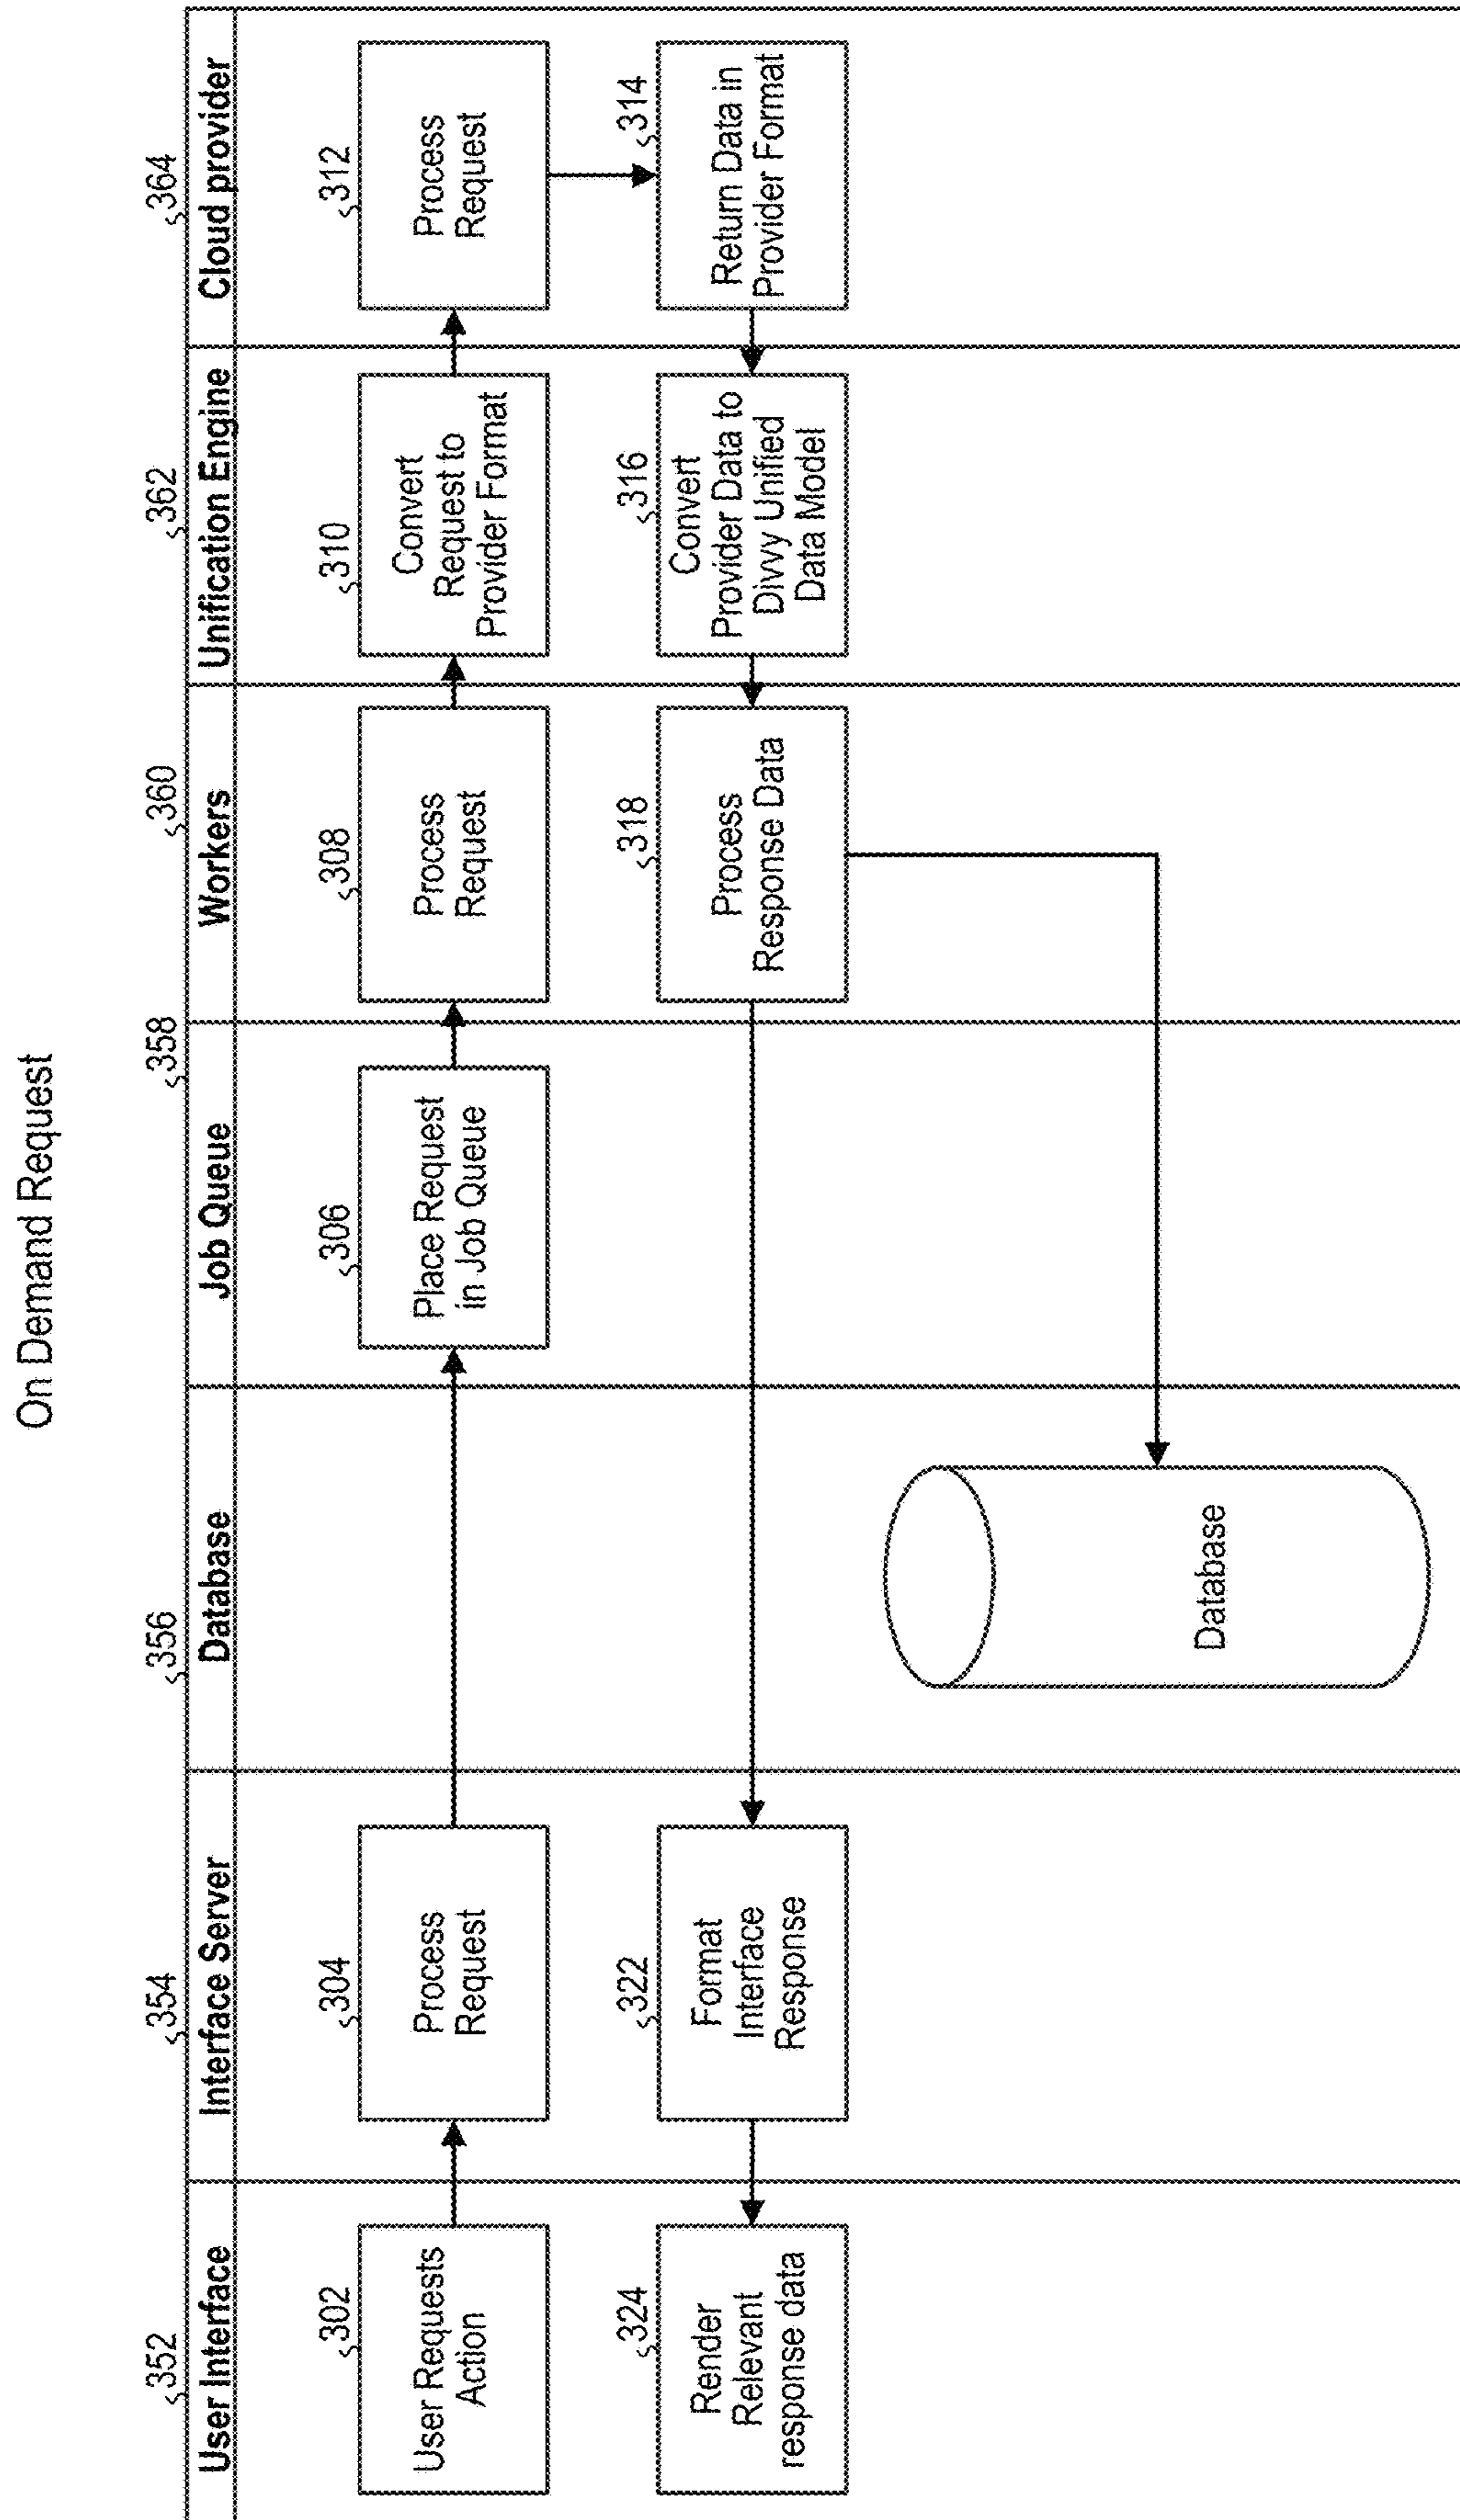 On Demand Request
352
User Interface
354
Interface Server
356
Database
358
Job Queue
360
Workers
362
Unification Engine
364
Cloud provider
302
User Requests
Action
304
Process
Request
306
Place Request
in Job Queue
308
Process
Request
310
Convert
Request to
Provider Format
312
Process
Request
324
Render
Relevant
response data
322
Format
Interface
Response
318
Process
Response Data
316
Convert
Provider Data to
Divvy Unified
Data Model
314
Return Data in
Provider Format
Database